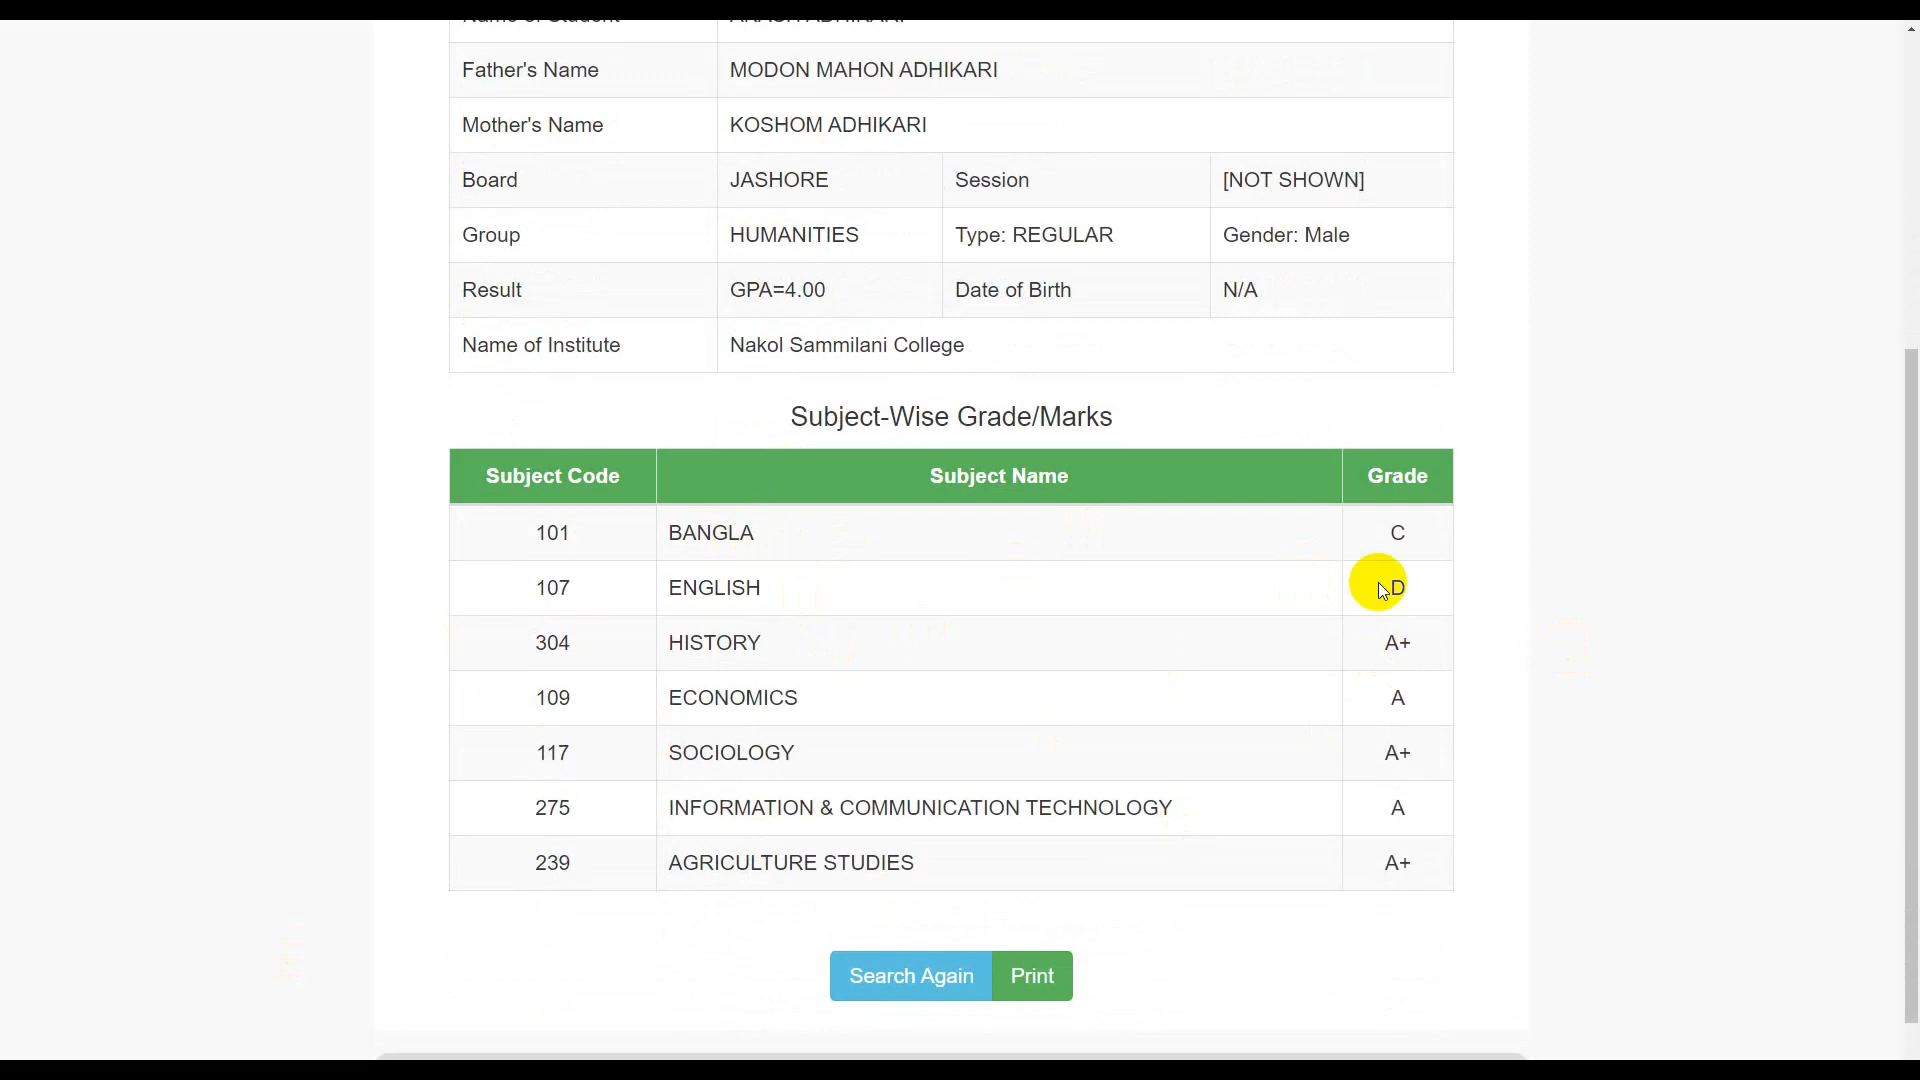 Father's Name MODON MAHON ADHIKARI
Mother's Name KOSHOM ADHIKARI
Board JASHORE Session [NOT SHOWN]
Group HUMANITIES Type: REGULAR Gender: Male
Result GPA=4.00 Date of Birth N/A
Name of Institute Nakol Sammilani College
Subject-Wise Grade/Marks
Subject Code Subject Name Grade
101 BANGLA C
107 ENGLISH D
304 HISTORY A+
109 ECONOMICS A
117 SOCIOLOGY A+
275 INFORMATION & COMMUNICATION TECHNOLOGY A
239 AGRICULTURE STUDIES A+
Search Again Print